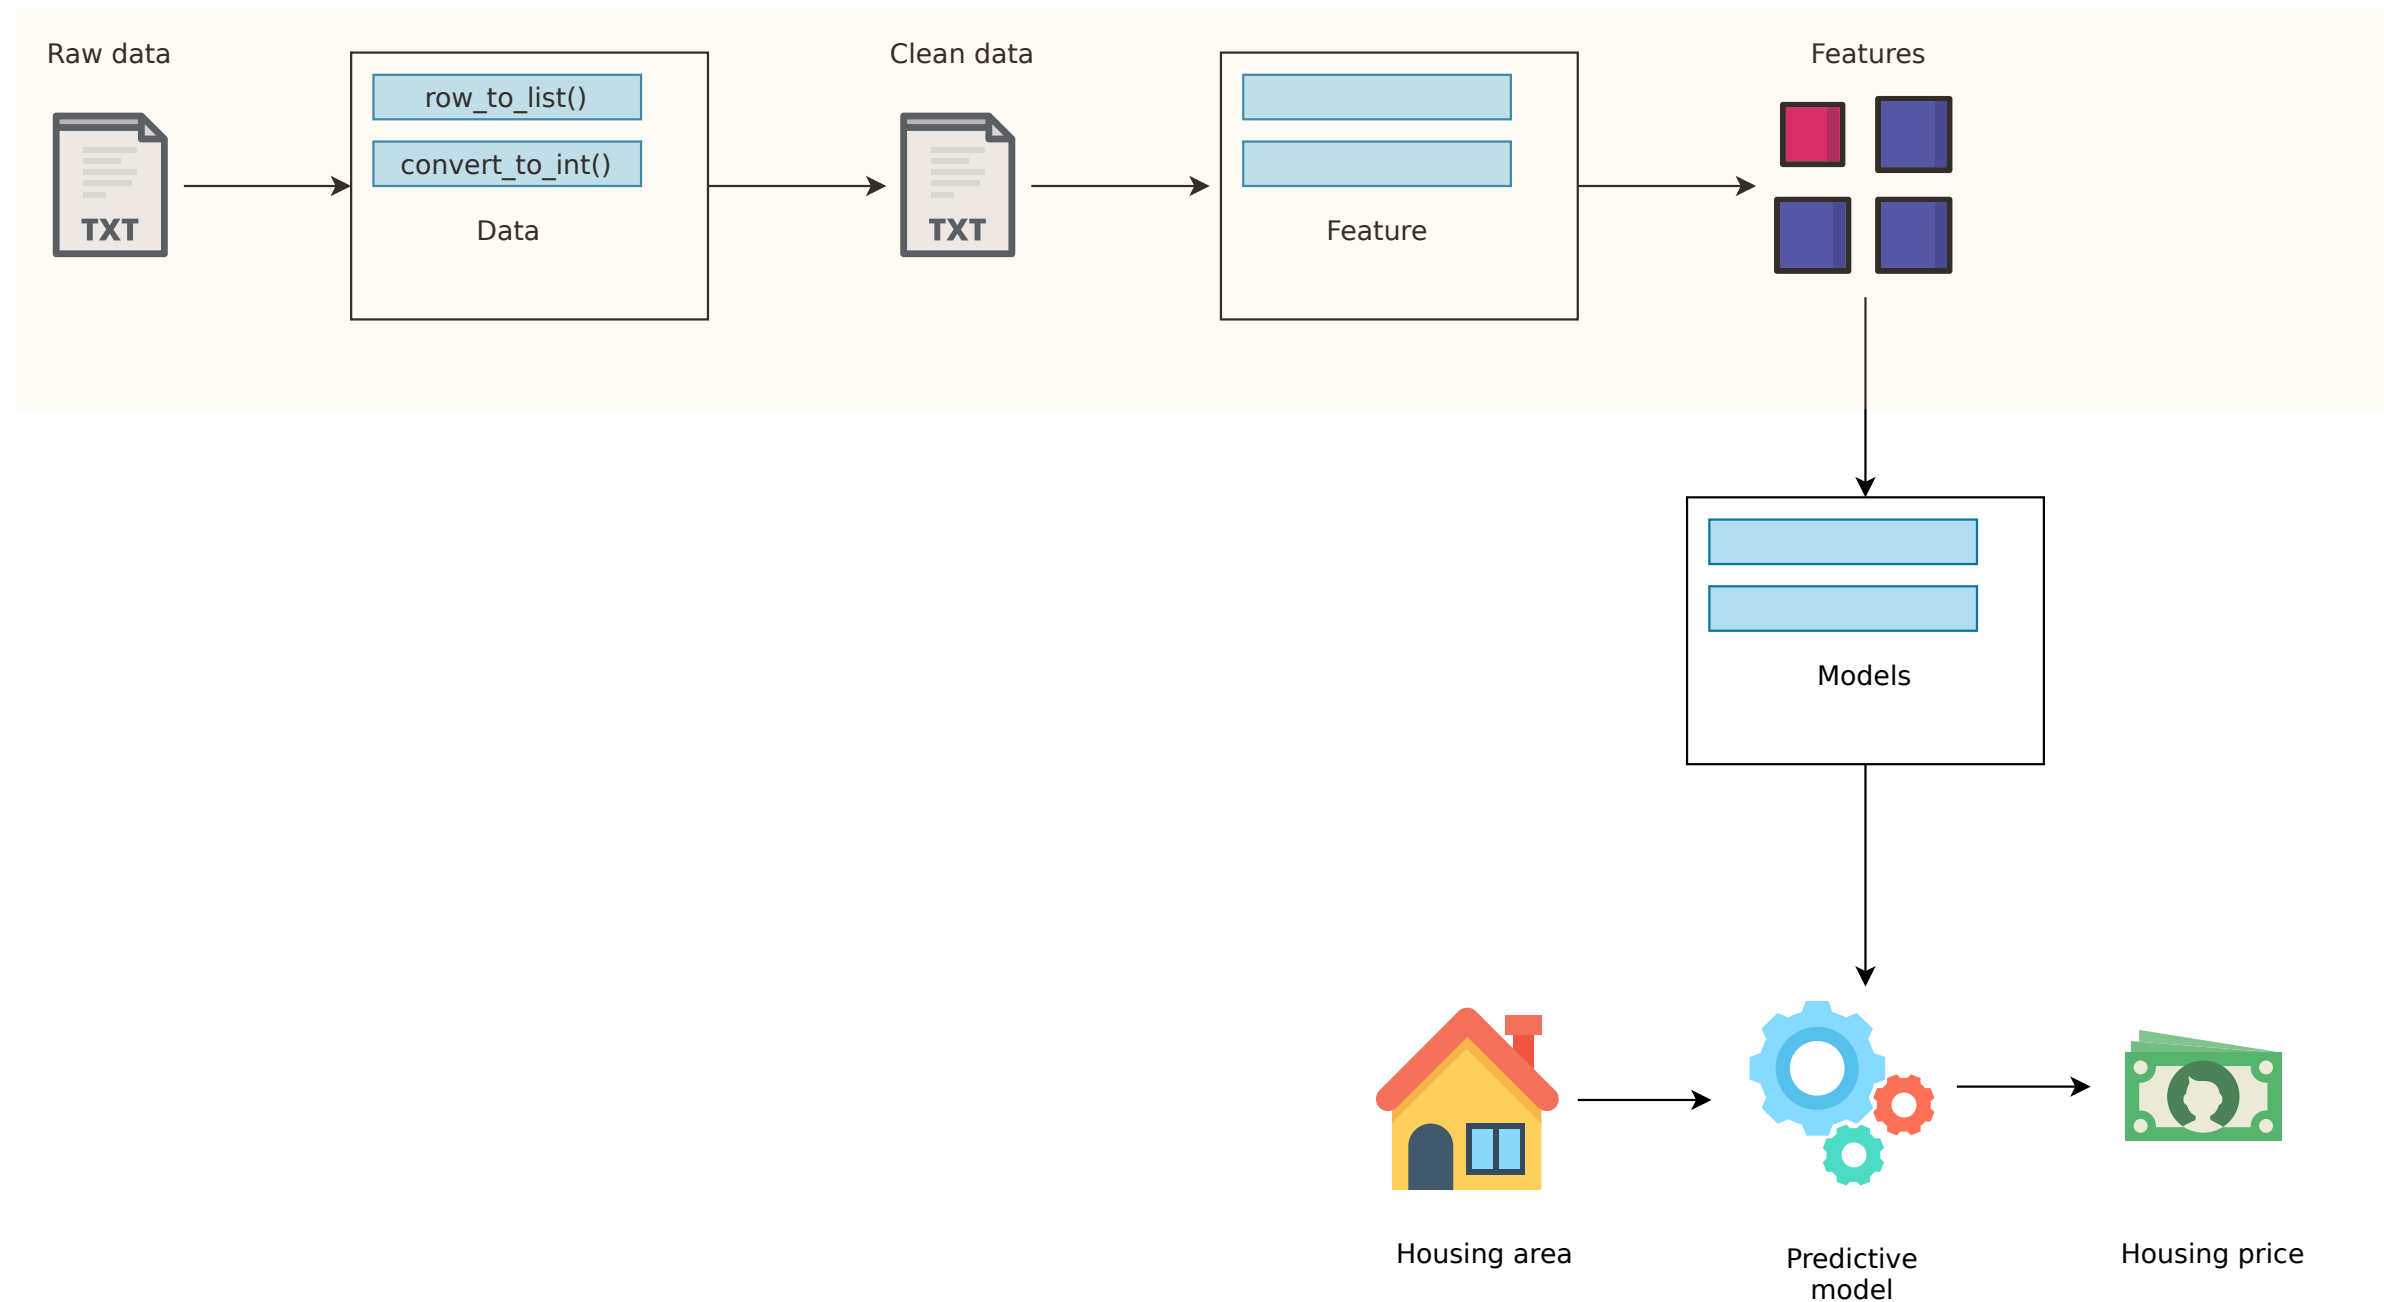 Raw data
Clean data
Features
row_to_list()
convert_to_int()
TXT
TXT
Data
Feature
Models
Housing area
Predictive
model
Housing price